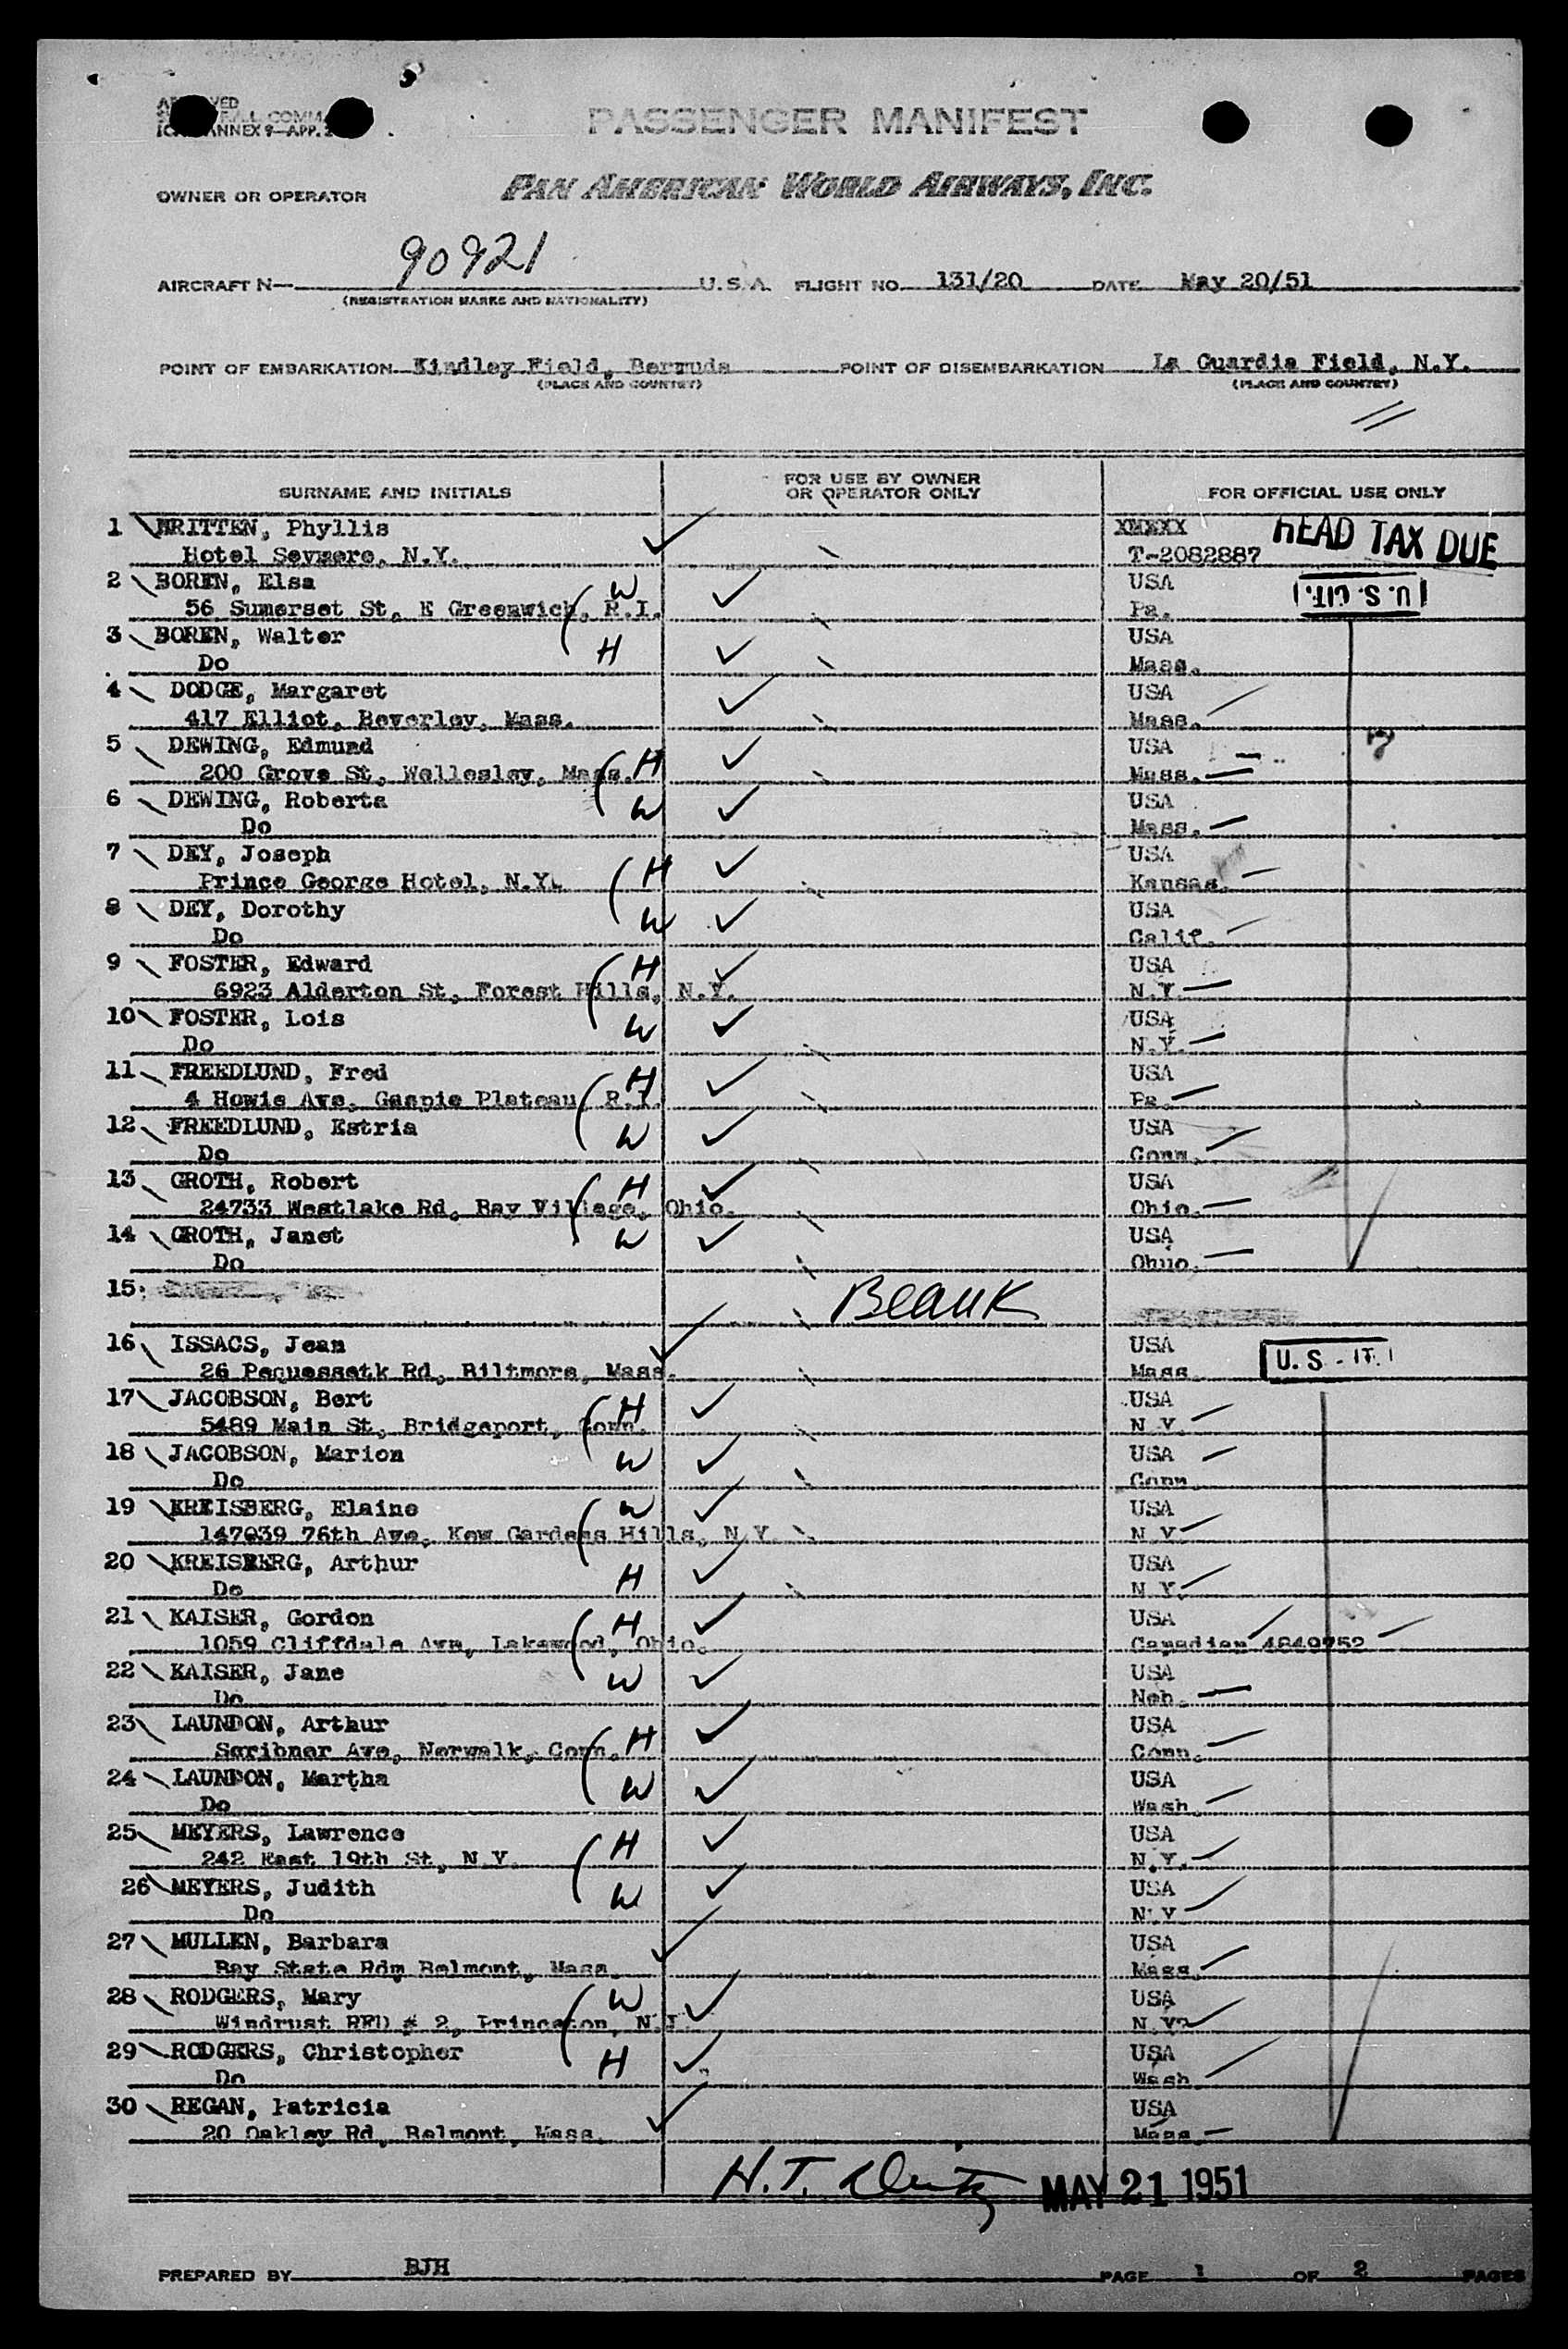 PASSENGER MANIFEST
ANNEX 9—APP. 2
OWNER OR OPERATOR PAN AMERICAN WORLD AIRWAYS, INC.
AIRCRAFT N— 90921 U.S.A. FLIGHT NO. 131/20 DATE May 20/51
(REGISTRATION MARKS AND NATIONALITY)
POINT OF EMBARKATION Kindley Field, Bermuda POINT OF DISEMBARKATION La Guardia Field, N.Y.
(PLACE AND COUNTRY) (PLACE AND COUNTRY)
SURNAME AND INITIALS FOR USE BY OWNER OR OPERATOR ONLY FOR OFFICIAL USE ONLY
1 BRITTEN, Phyllis XMXXX HEAD TAX DUE
Hotel Seymore, N.Y. T-2082887
2 BOREN, Elsa W USA U.S. CIT.
56 Sumerset St, E Greenwich, R.I. Pa.
3 BOREN, Walter H USA
Do Mass.
4 DODGE, Margaret USA
417 Elliot, Beverley, Mass. Mass.
5 DEWING, Edmund H USA
200 Grove St, Wellesley, Mass. Mass.
6 DEWING, Roberta W USA
Do Mass.
7 DEY, Joseph H USA
Prince George Hotel, N.Y. Kansas.
8 DEY, Dorothy W USA
Do Calif.
9 FOSTER, Edward H USA
6923 Alderton St, Forest Hills, N.Y. N.Y.
10 FOSTER, Lois W USA
Do N.Y.
11 FREEDLUND, Fred H USA
4 Howie Ave, Gaspie Plateau, R.I. Pa.
12 FREEDLUND, Estria W USA
Do Conn.
13 GROTH, Robert H USA
24733 Westlake Rd, Bay Village, Ohio. Ohio.
14 GROTH, Janet W USA
Do Ohuo.
15 Blank
16 ISSACS, Jean USA U.S. IT.
26 Pequessetk Rd, Biltmore, Mass. Mass
17 JACOBSON, Bert H USA
5489 Main St, Bridgeport, Conn. N.Y.
18 JACOBSON, Marion W USA
Do Conn
19 KREISBERG, Elaine W USA
147039 76th Ave, Kew Gardens Hills, N.Y. N.Y.
20 KREISBERG, Arthur H USA
Do N.Y.
21 KAISER, Gordon H USA
1059 Cliffdale Ave, Lakewood, Ohio. Canadian 4849752
22 KAISER, Jane W USA
Do Neb.
23 LAUNDON, Arthur H USA
Scribner Ave, Norwalk, Conn. Conn.
24 LAUNDON, Martha W USA
Do Wash
25 MEYERS, Lawrence H USA
242 East 19th St, N.Y. N.Y.
26 MEYERS, Judith W USA
Do N.Y
27 MULLEN, Barbara USA
Bay State Rdm Belmont, Mass. Mass
28 RODGERS, Mary W USA
Windrust RFD # 2, Princeton, N.J. N.Y?
29 RODGERS, Christopher H USA
Do Wash
30 REGAN, Patricia USA
20 Oakley Rd, Belmont, Mass. Mass
H.T. MAY 21 1951
PREPARED BY BJH PAGE 1 OF 2 PAGES